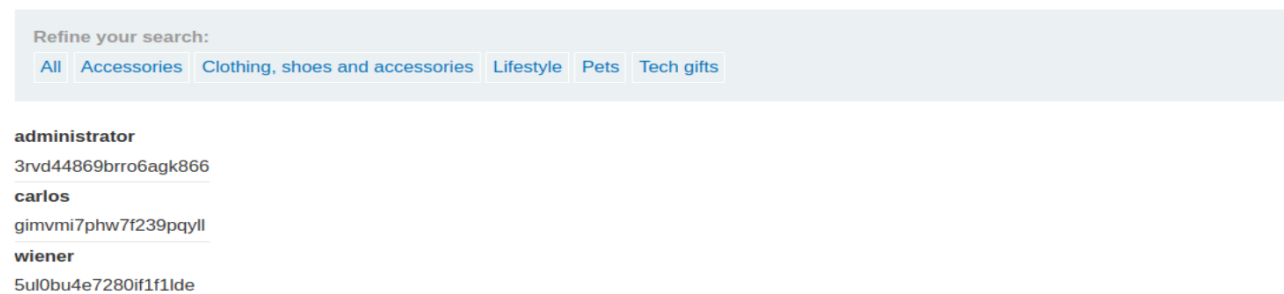 Refine your search:
All Accessories Clothing, shoes and accessories Lifestyle Pets Tech gifts
administrator
3rvd44869brro6agk866
carlos
gimvmi7phw7f239pqyll
wiener
5ul0bu4e7280if1f1lde